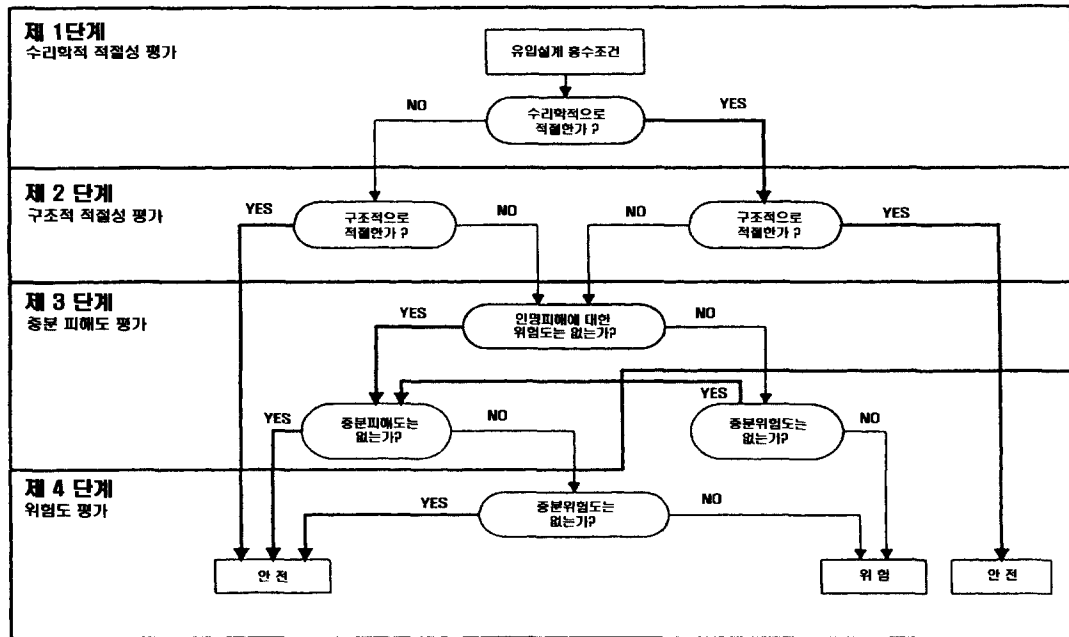 제 1단계
수리학적 적절성 평가
유입설계 홍수조건
NO
YES
수리학적으로
적절한가 ?
제 2 단계
구조적 적절성 평가
YES
구조적으로
적절한가 ?
NO
NO
구조적으로
적절한가 ?
YES
제 3 단계
증분 피해도 평가
YES
인명피해에 대한
위험도는 없는가?
NO
YES
YES
증분피해도는
없는가?
NO
증분위험도는
없는가?
NO
제 4 단계
위험도 평가
YES
증분위험도는
없는가?
NO
안 전
위 험
안 전